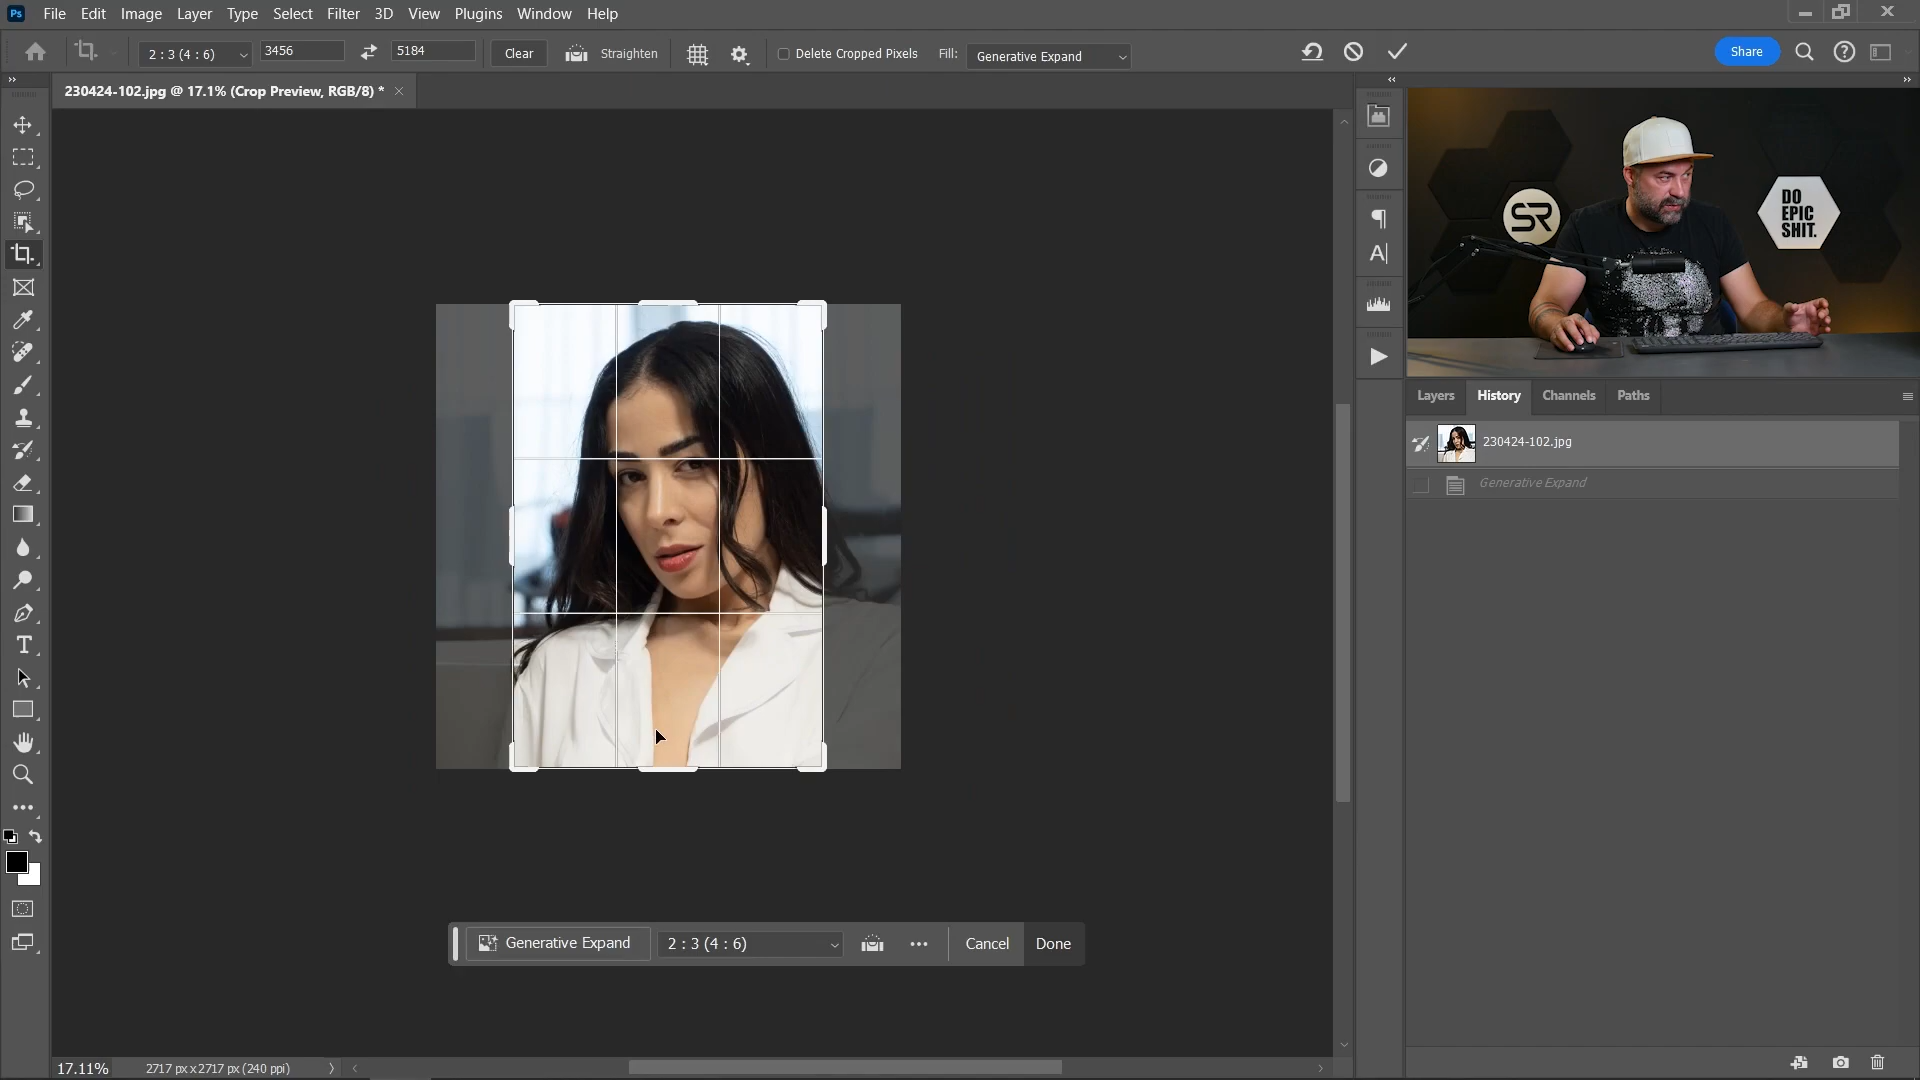 Ps File Edit Image Layer Type Select Filter 3D View Plugins Window Help
2 : 3 (4 : 6) 3456 5184 Clear Straighten Delete Cropped Pixels Fill: Generative Expand Share
230424-102.jpg @ 17.1% (Crop Preview, RGB/8) *
SR
DO
EPIC
SHIT.
Layers History Channels Paths
230424-102.jpg
Generative Expand
Generative Expand 2 : 3 (4 : 6) Cancel Done
17.11% 2717 px x 2717 px (240 ppi)